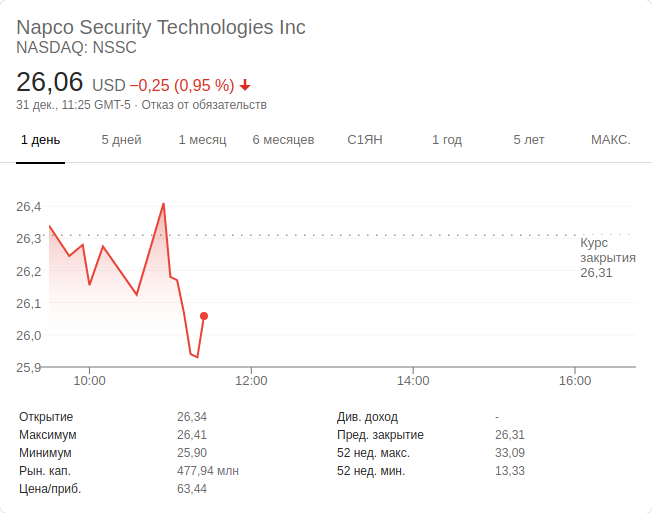 Napco Security Technologies Inc
NASDAQ: NSSC
26,06 USD −0,25 (0,95 %)
31 дек., 11:25 GMT-5 · Отказ от обязательств
1 день 5 дней 1 месяц 6 месяцев С1ЯН 1 год 5 лет МАКС.
26,4
26,3
Курс
закрытия
26,31
26,2
26,1
26,0
25,9
10:00 12:00 14:00 16:00
Открытие 26,34 Див. доход -
Максимум 26,41 Пред. закрытие 26,31
Минимум 25,90 52 нед. макс. 33,09
Рын. кап. 477,94 млн 52 нед. мин. 13,33
Цена/приб. 63,44